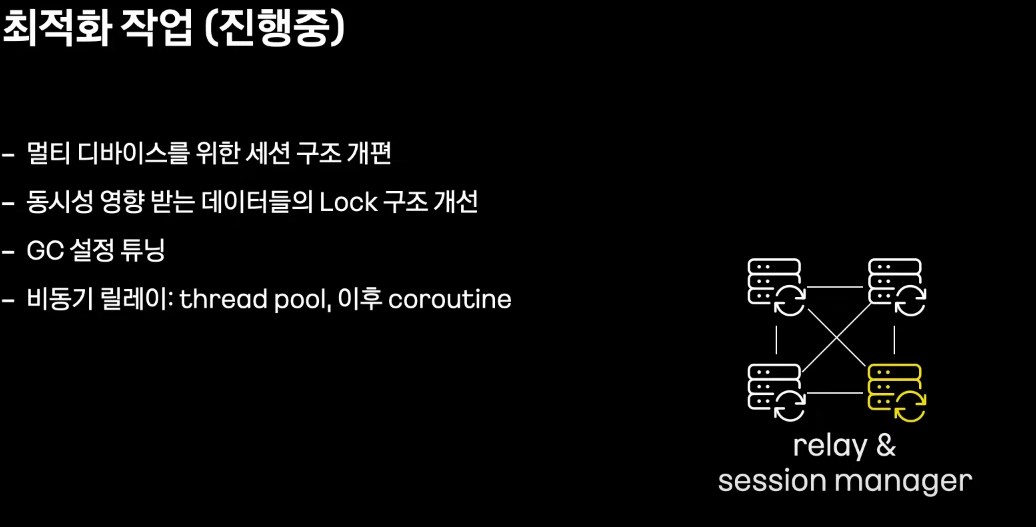 최적화 작업 (진행중)
– 멀티 디바이스를 위한 세션 구조 개편
– 동시성 영향 받는 데이터들의 Lock 구조 개선
– GC 설정 튜닝
– 비동기 릴레이: thread pool, 이후 coroutine
relay &
session manager